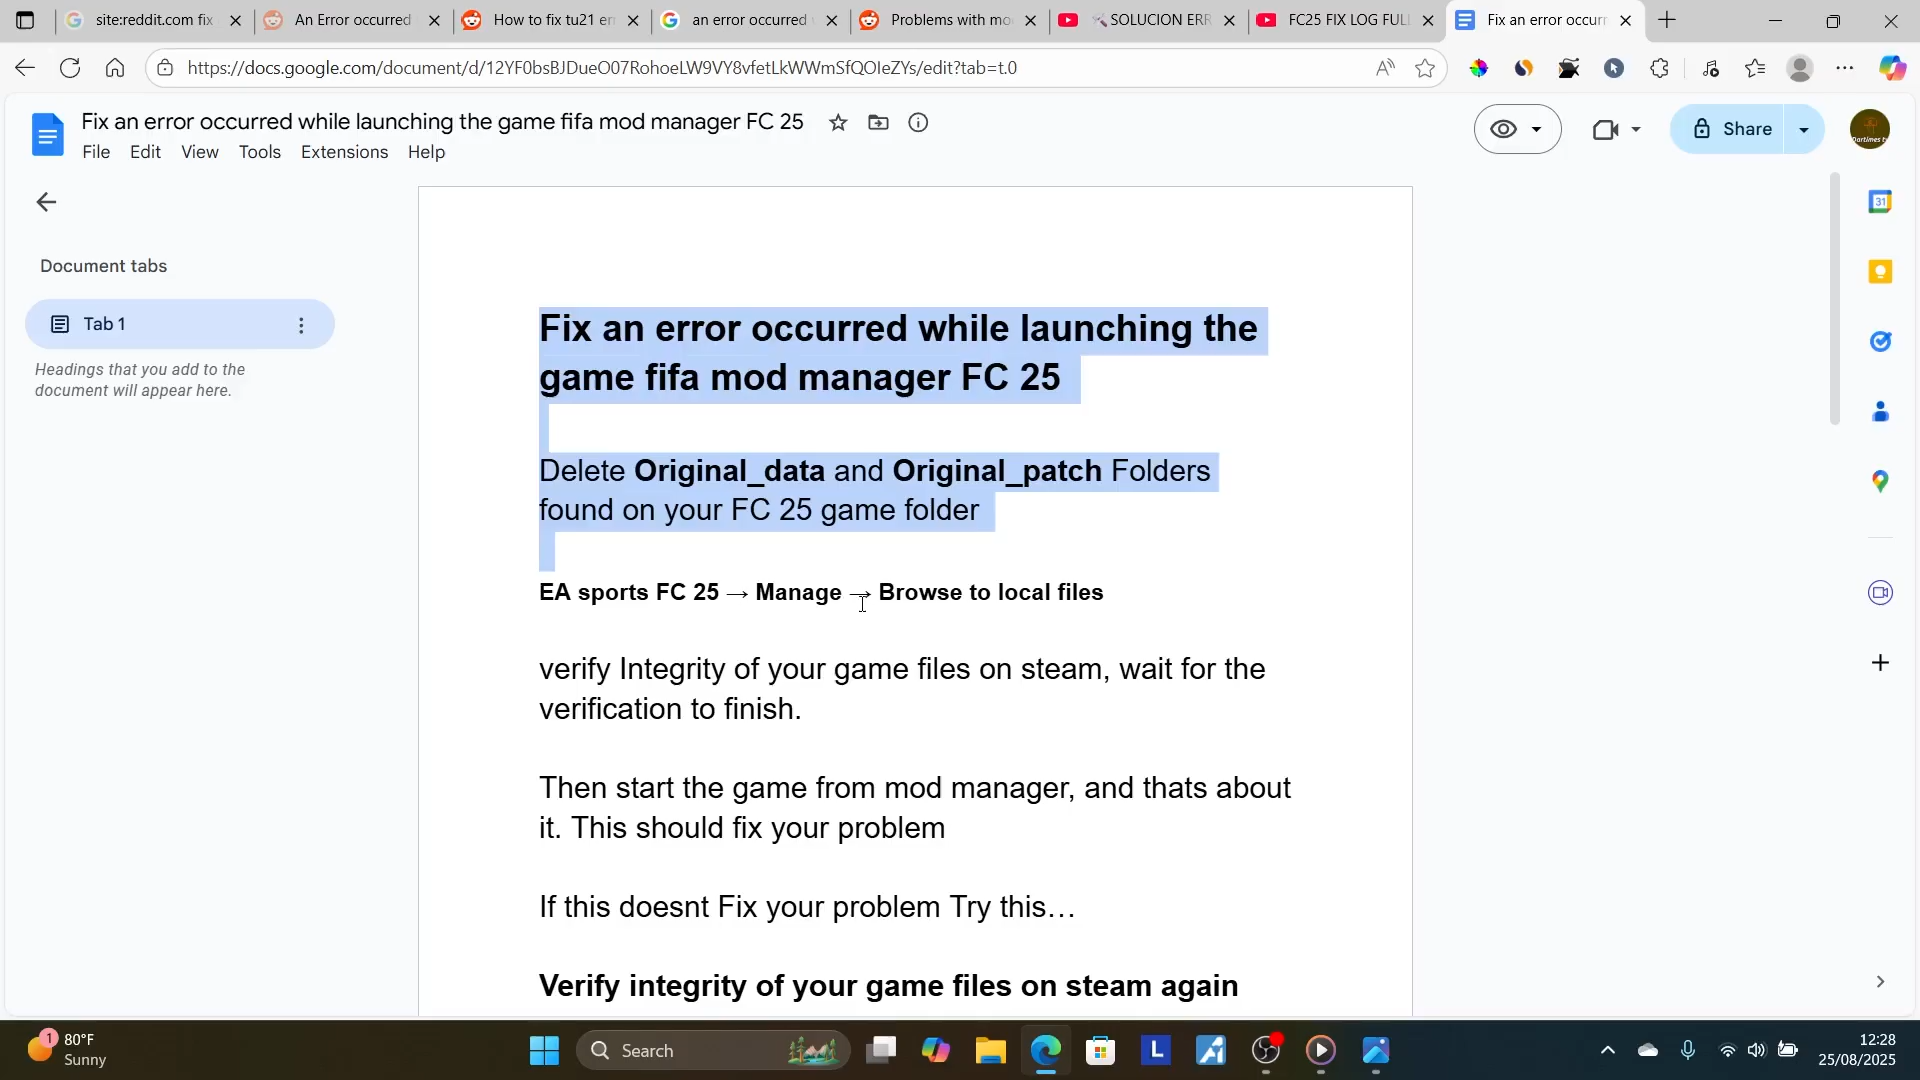 site:reddit.com fix
An Error occurred
How to fix tu21 er
an error occurred
Problems with mo
SOLUCION ERR
FC25 FIX LOG FUL
Fix an error occurr
https://docs.google.com/document/d/12YF0bsBJDueO07RohoeLW9VY8vfetLkWWmSfQOIeZYs/edit?tab=t.0
Fix an error occurred while launching the game fifa mod manager FC 25
File Edit View Tools Extensions Help
Share
Document tabs
Tab 1
Headings that you add to the
document will appear here.
Fix an error occurred while launching the
game fifa mod manager FC 25
Delete Original_data and Original_patch Folders
found on your FC 25 game folder
EA sports FC 25 → Manage → Browse to local files
verify Integrity of your game files on steam, wait for the
verification to finish.
Then start the game from mod manager, and thats about
it. This should fix your problem
If this doesnt Fix your problem Try this…
Verify integrity of your game files on steam again
31
1
80°F
Sunny
Search
L
12:28
25/08/2025